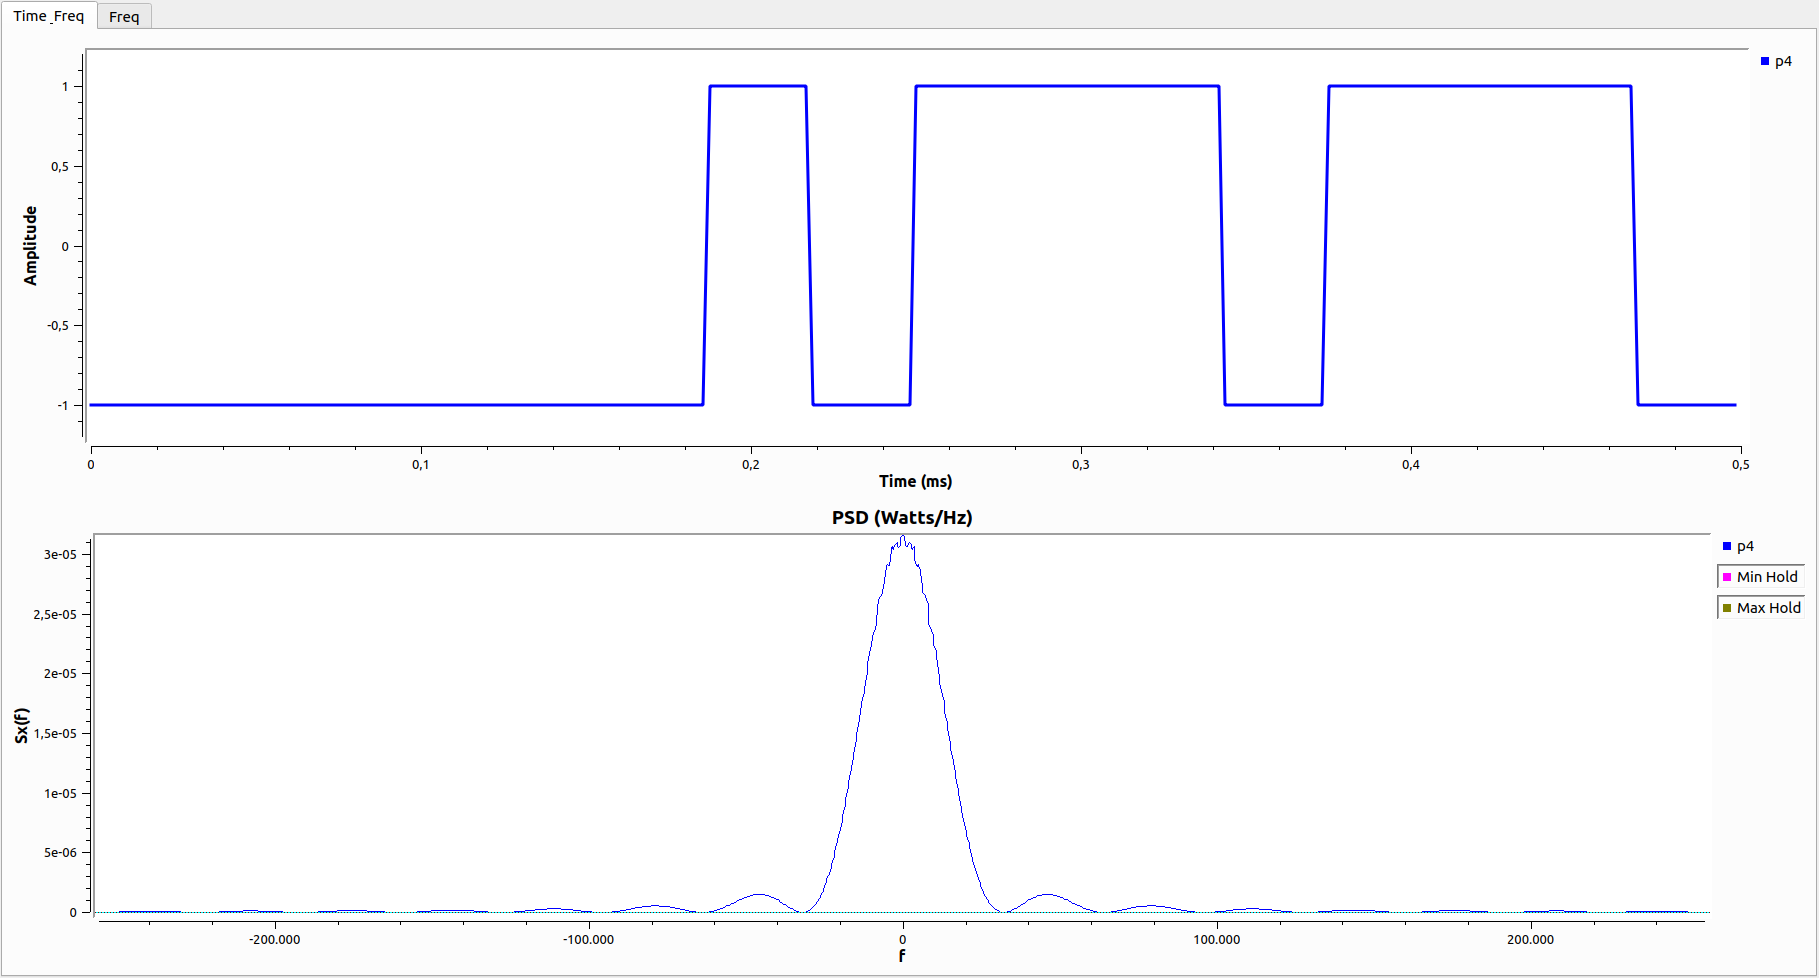 Time_Freq
Freq
p4
1
0,5
0
-0,5
-1
Amplitude
0
0,1
0,2
0,3
0,4
0,5
Time (ms)
PSD (Watts/Hz)
p4
Min Hold
Max Hold
3e-05
2,5e-05
2e-05
1,5e-05
1e-05
5e-06
0
Sx(f)
-200.000
-100.000
0
100.000
200.000
f